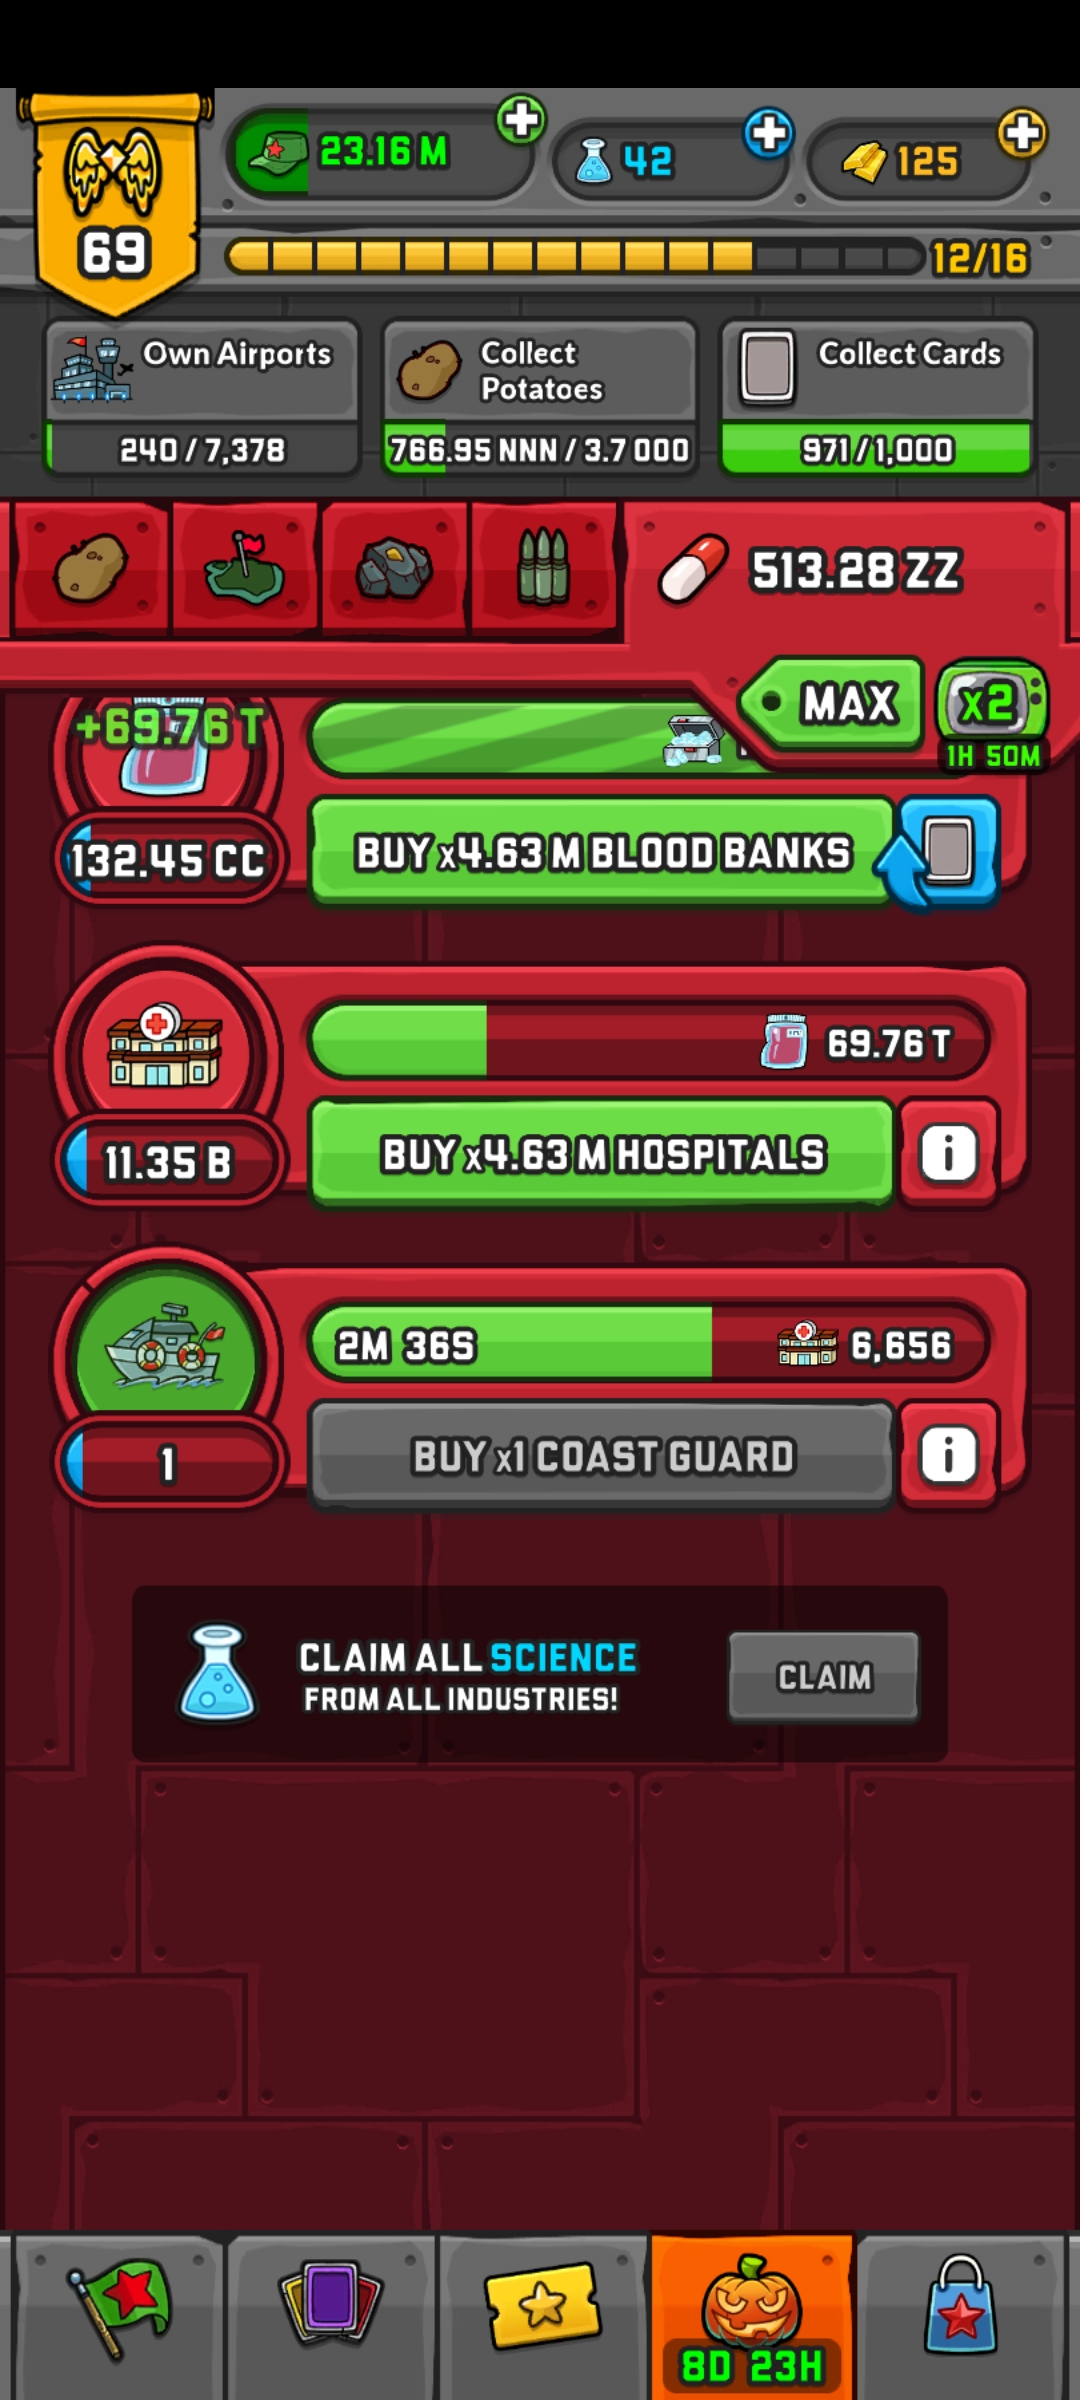 69
23.16 M
42
125
12/16
Own Airports
240 / 7,378
Collect
Potatoes
766.95 NNN / 3.7 OOO
Collect Cards
971 / 1,000
513.28 ZZ
MAX
x2
1H 50M
+69.76 T
132.45 CC
BUY x4.63 M BLOOD BANKS
69.76 T
11.35 B
BUY x4.63 M HOSPITALS
i
2M 36S
6,656
1
BUY x1 COAST GUARD
i
CLAIM ALL SCIENCE
FROM ALL INDUSTRIES!
CLAIM
8D 23H